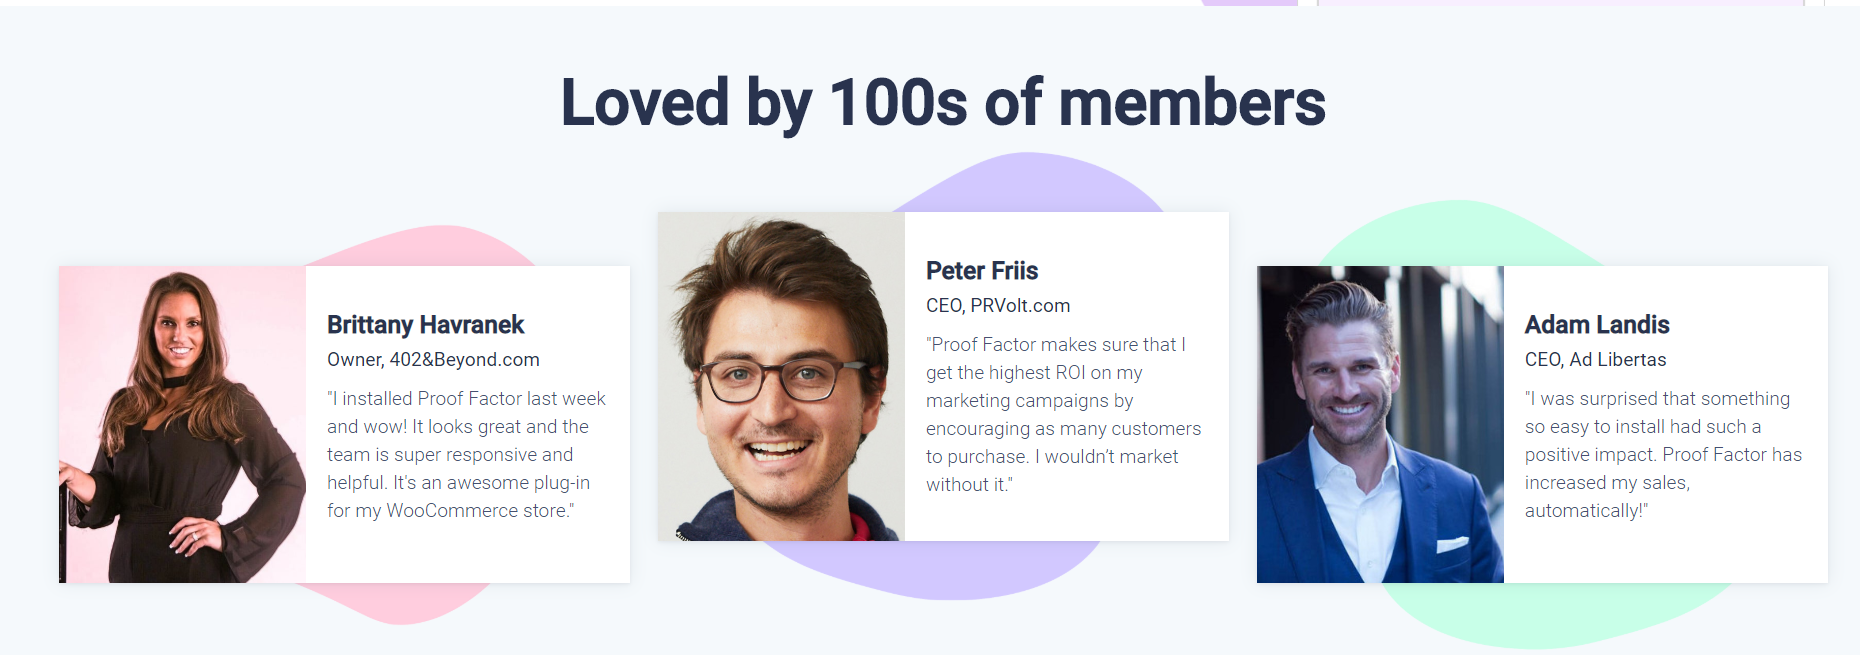 Loved by 100s of members
Brittany Havranek
Owner, 402&Beyond.com
"I installed Proof Factor last week
and wow! It looks great and the
team is super responsive and
helpful. It's an awesome plug-in
for my WooCommerce store."
Peter Friis
CEO, PRVolt.com
"Proof Factor makes sure that I
get the highest ROI on my
marketing campaigns by
encouraging as many customers
to purchase. I wouldn’t market
without it."
Adam Landis
CEO, Ad Libertas
"I was surprised that something
so easy to install had such a
positive impact. Proof Factor has
increased my sales,
automatically!"